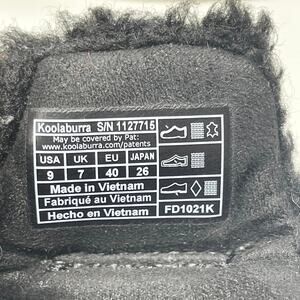 Koolaburra S/N 1127715
May be covered by Pat:
www.koolaburra.com/patents
USA UK EU JAPAN
9 7 40 26
Made in Vietnam
Fabriqué au Vietnam
Hecho en Vietnam
FD1021K